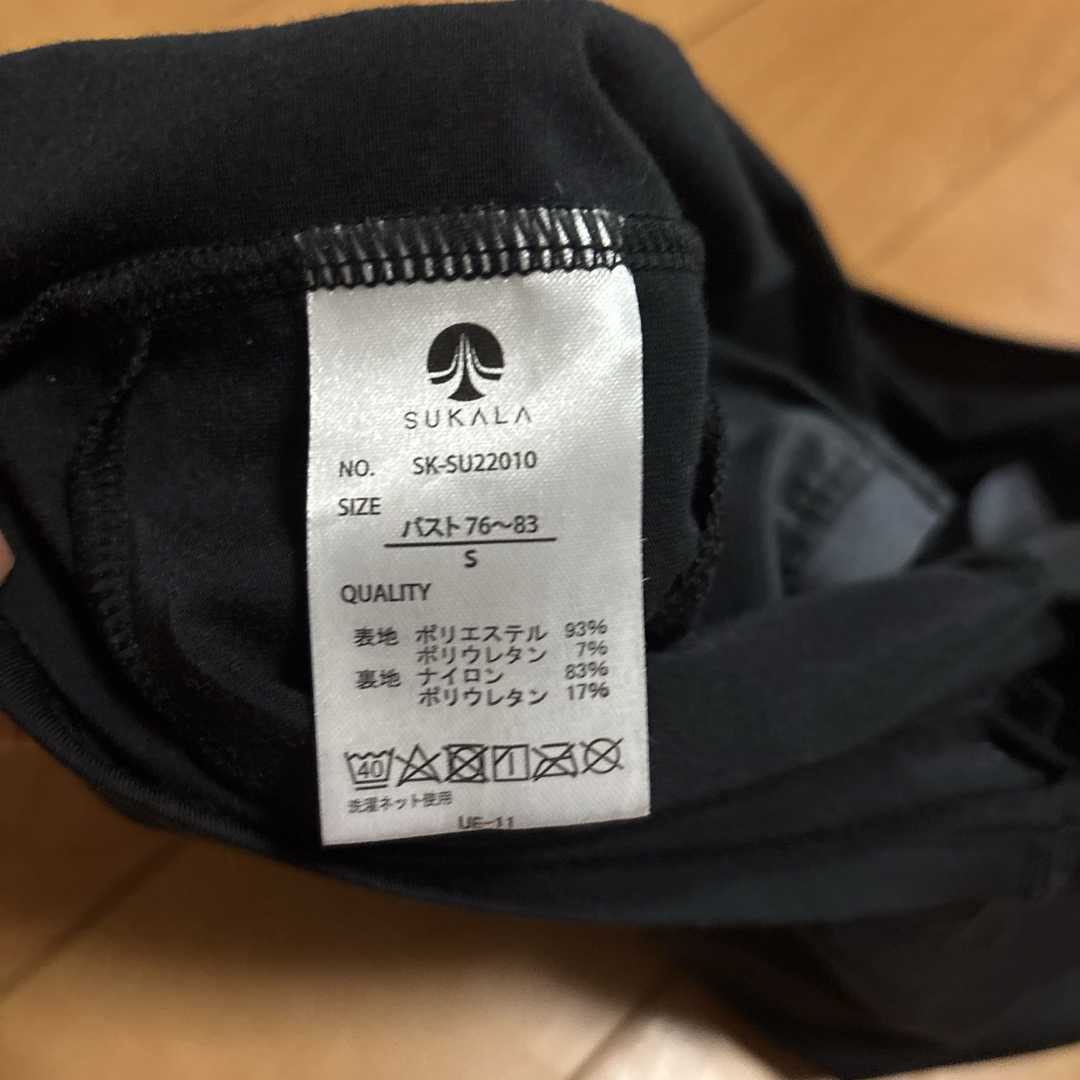 SUKALA
NO. SK-SU22010
SIZE
バスト 76〜83
S
QUALITY
表地 ポリエステル 93%
ポリウレタン 7%
裏地 ナイロン 83%
ポリウレタン 17%
40
洗濯ネット使用
UE-11